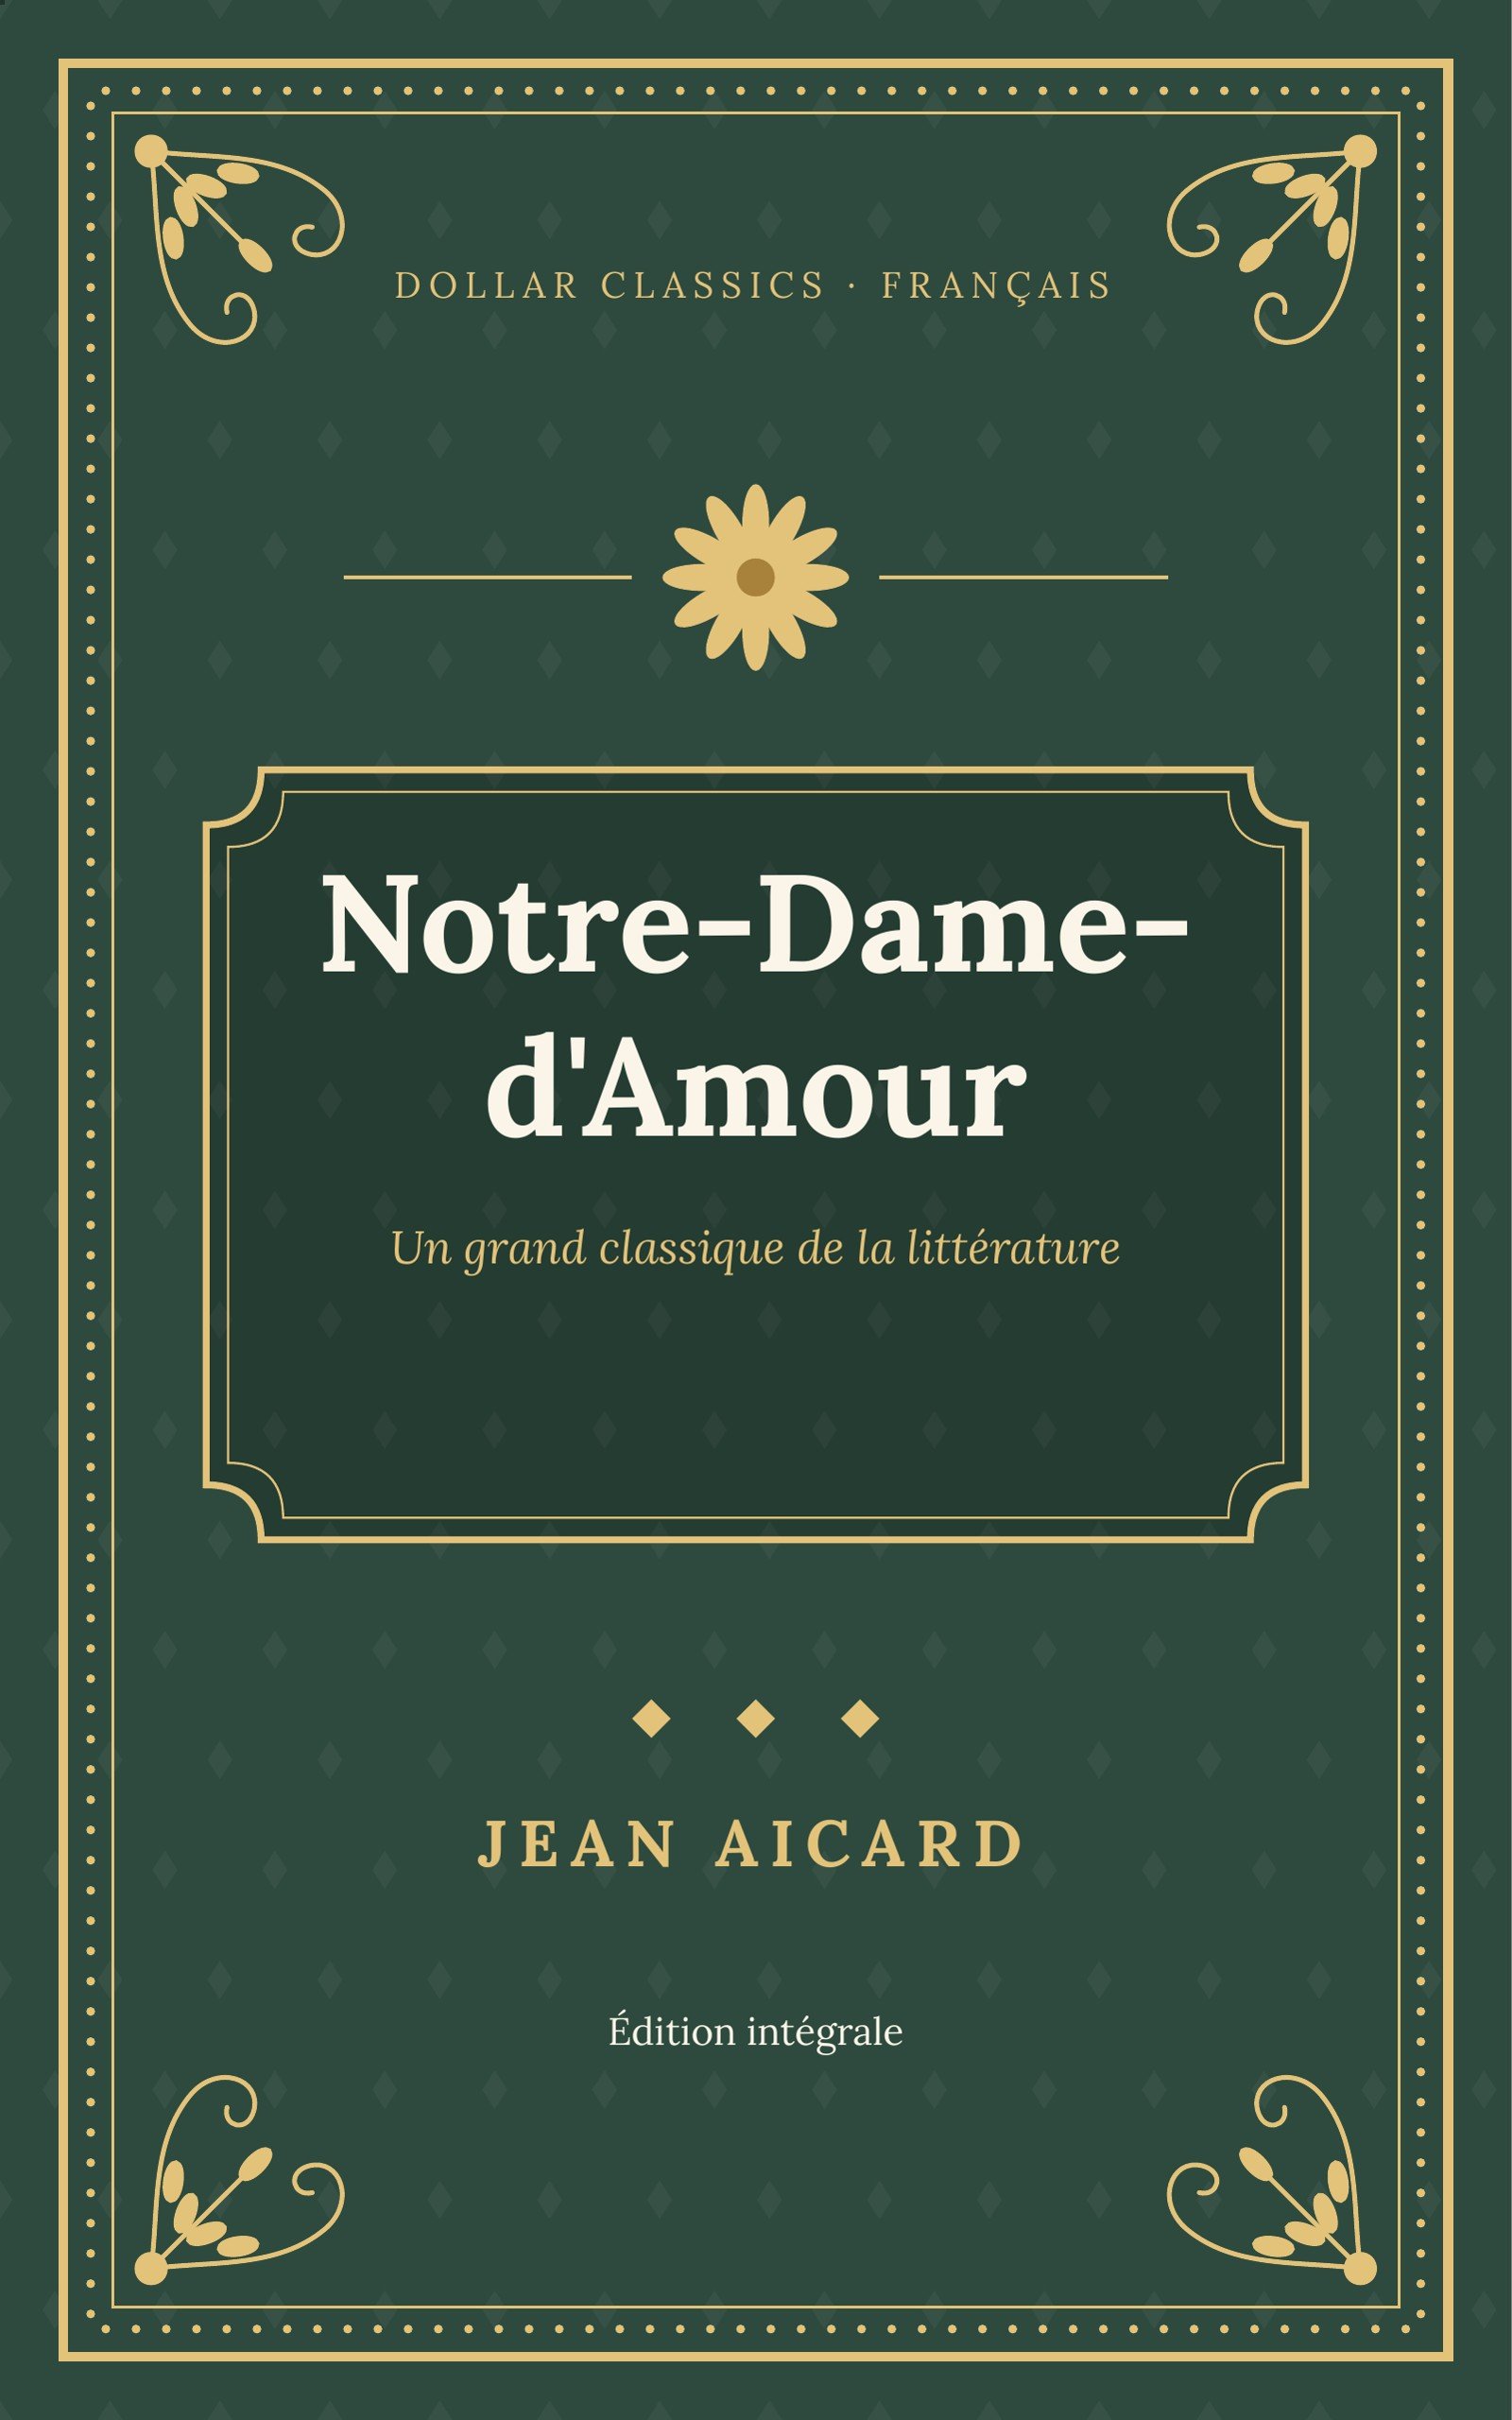 DOLLAR CLASSICS · FRANÇAIS
Notre-Dame-
d'Amour
Un grand classique de la littérature
JEAN AICARD
Édition intégrale